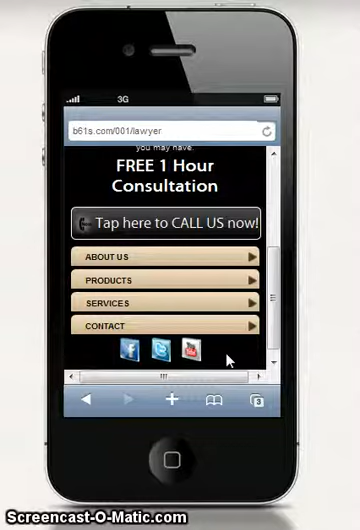 3G
b61s.com/001/lawyer
you may have.
FREE 1 Hour
Consultation
Tap here to CALL US now!
ABOUT US
PRODUCTS
SERVICES
CONTACT
3
Screencast-O-Matic.com